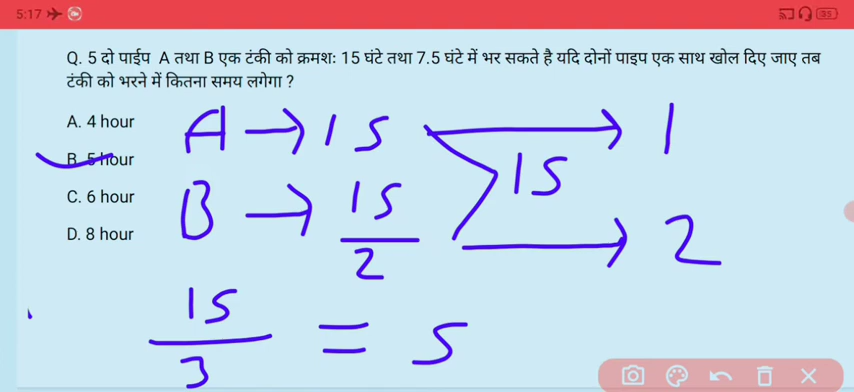 5:17
35
Q. 5 दो पाईप A तथा B एक टंकी को क्रमशः 15 घंटे तथा 7.5 घंटे में भर सकते है यदि दोनों पाइप एक साथ खोल दिए जाए तब
टंकी को भरने में कितना समय लगेगा ?
A. 4 hour
B. 5 hour
C. 6 hour
D. 8 hour
A → 15 → 1
15
B → 15/2 → 2
15/3 = 5